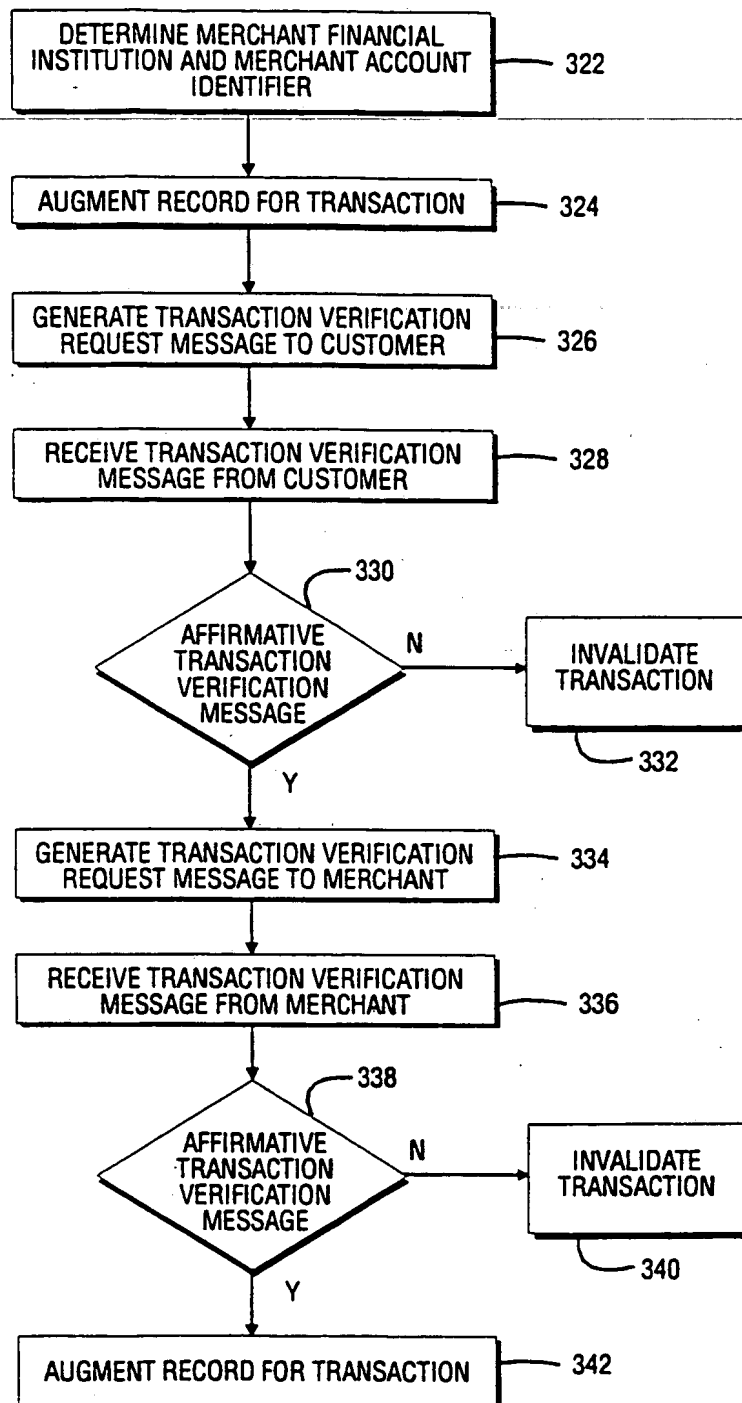 DETERMINE MERCHANT FINANCIAL
INSTITUTION AND MERCHANT ACCOUNT
IDENTIFIER
322
AUGMENT RECORD FOR TRANSACTION
324
GENERATE TRANSACTION VERIFICATION
REQUEST MESSAGE TO CUSTOMER
326
RECEIVE TRANSACTION VERIFICATION
MESSAGE FROM CUSTOMER
328
330
AFFIRMATIVE
TRANSACTION
VERIFICATION
MESSAGE
N
INVALIDATE
TRANSACTION
332
Y
GENERATE TRANSACTION VERIFICATION
REQUEST MESSAGE TO MERCHANT
334
RECEIVE TRANSACTION VERIFICATION
MESSAGE FROM MERCHANT
336
338
AFFIRMATIVE
TRANSACTION
VERIFICATION
MESSAGE
N
INVALIDATE
TRANSACTION
340
Y
AUGMENT RECORD FOR TRANSACTION
342